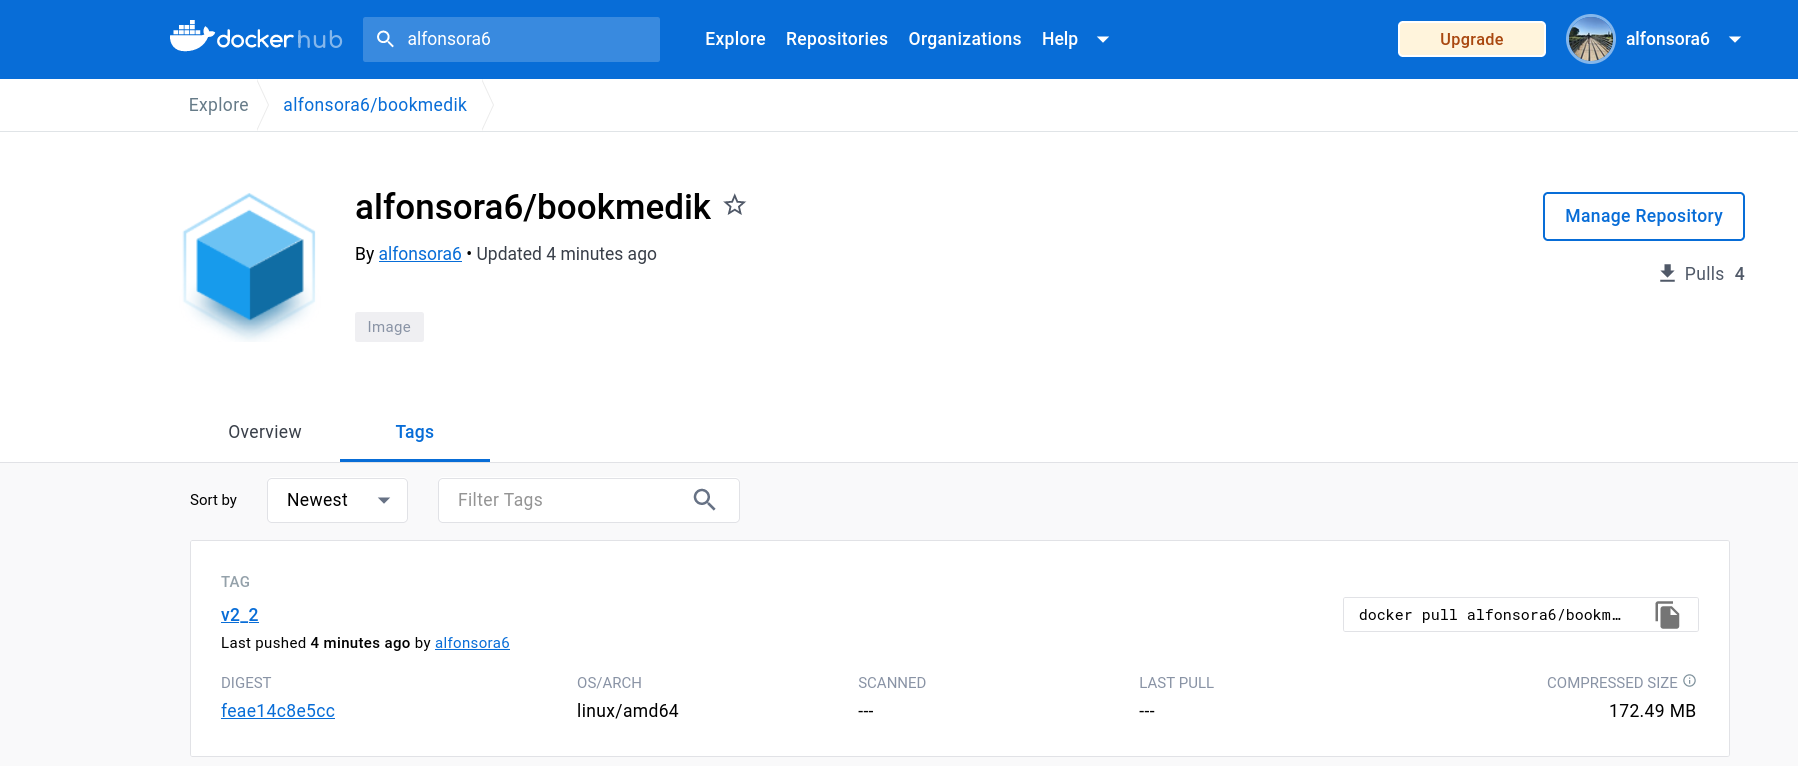 dockerhub alfonsora6 Explore Repositories Organizations Help Upgrade alfonsora6
Explore alfonsora6/bookmedik
alfonsora6/bookmedik
Manage Repository
By alfonsora6 • Updated 4 minutes ago
Pulls 4
Image
Overview Tags
Sort by Newest Filter Tags
TAG
v2_2
docker pull alfonsora6/bookm…
Last pushed 4 minutes ago by alfonsora6
DIGEST OS/ARCH SCANNED LAST PULL COMPRESSED SIZE
feae14c8e5cc linux/amd64 --- --- 172.49 MB